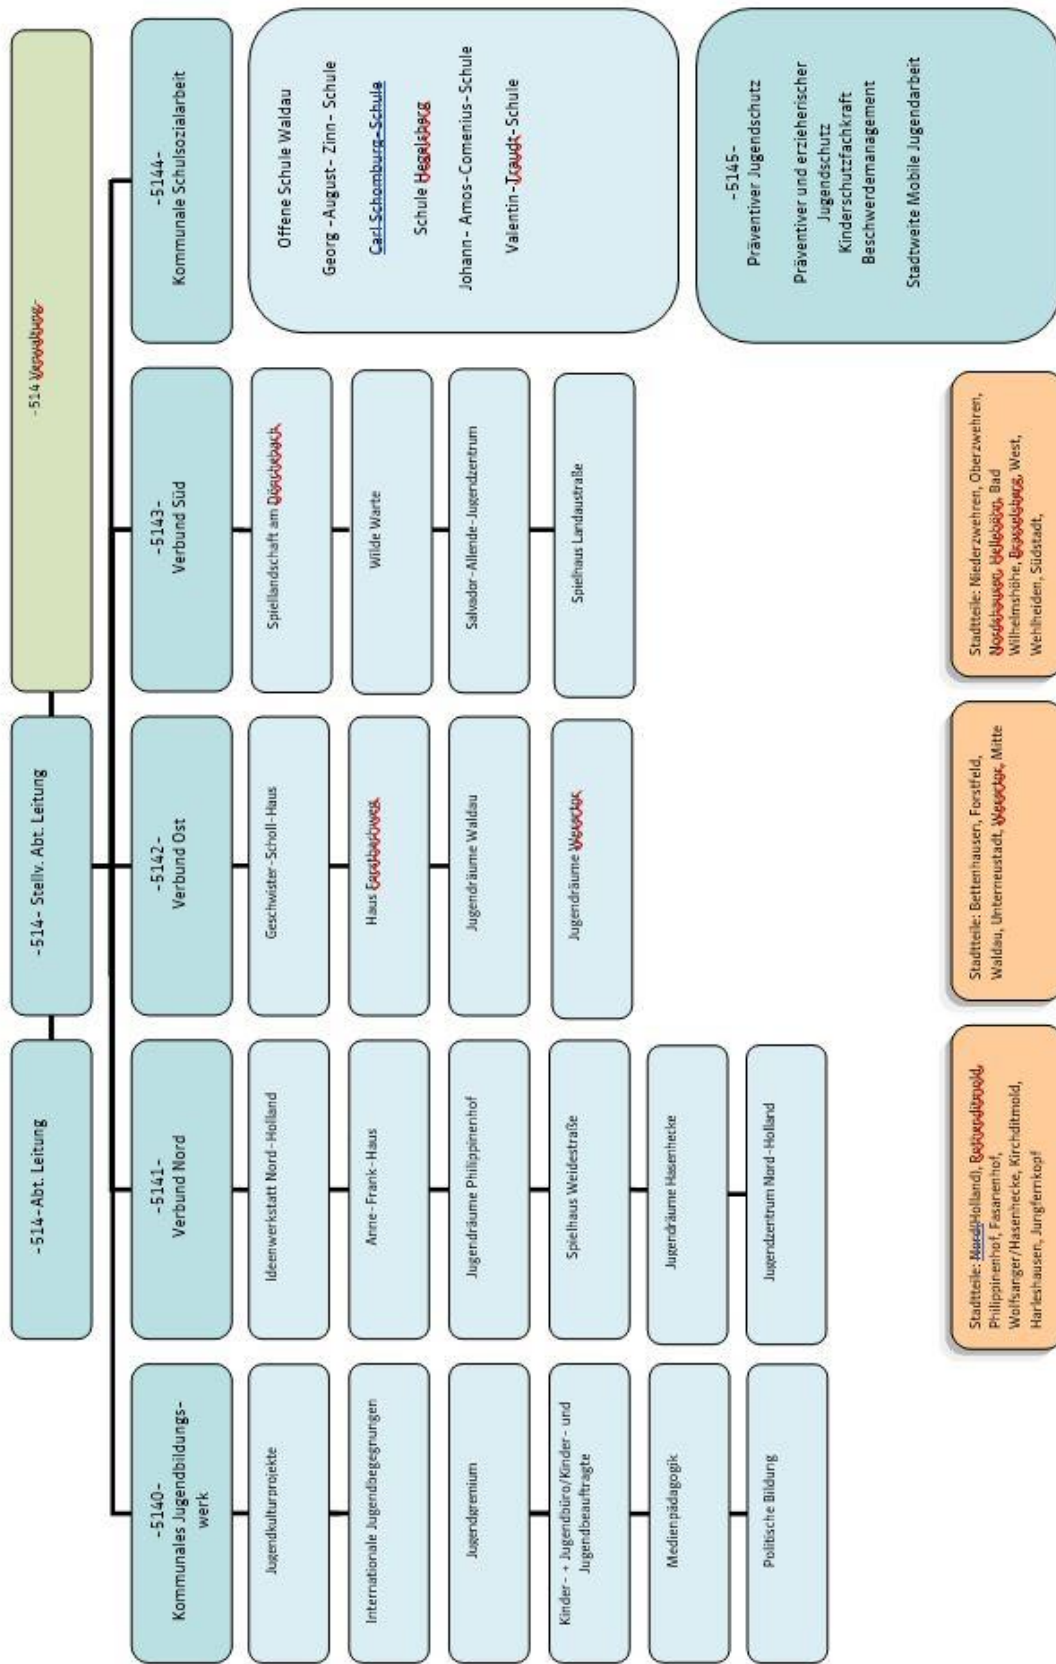 -514-Abt. Leitung
-514- Stellv. Abt. Leitung
-514 Verwaltung-
-5140-
Kommunales Jugendbildungs-
werk
Jugendkulturprojekte
Internationale Jugendbegegnungen
Jugendgremium
Kinder- + Jugendbüro/Kinder- und
Jugendbeauftragte
Medienpädagogik
Politische Bildung
-5141-
Verbund Nord
Ideenwerkstatt Nord-Holland
Anne-Frank-Haus
Jugendräume Philippinenhof
Spielhaus Weidestraße
Jugendräume Hasenhecke
Jugendzentrum Nord-Holland
-5142-
Verbund Ost
Geschwister-Scholl-Haus
Haus Forstbachweg
Jugendräume Waldau
Jugendräume Wesertor
-5143-
Verbund Süd
Spiellandschaft am Dönchebach
Wilde Warte
Salvador-Allende-Jugendzentrum
Spielhaus Landaustraße
-5144-
Kommunale Schulsozialarbeit
Offene Schule Waldau
Georg -August- Zinn- Schule
Carl-Schomburg-Schule
Schule Hegelsberg
Johann- Amos-Comenius-Schule
Valentin-Traudt-Schule
-5145-
Präventiver Jugendschutz
Präventiver und erzieherischer
Jugendschutz
Kinderschutzfachkraft
Beschwerdemanagement
Stadtweite Mobile Jugendarbeit
Stadtteile: Nord(Holland), Rothenditmold,
Philippinenhof, Fasanenhof,
Wolfsanger/Hasenhecke, Kirchditmold,
Harleshausen, Jungfernkopf
Stadtteile: Bettenhausen, Forstfeld,
Waldau, Unterneustadt, Wesertor, Mitte
Stadtteile: Niederzwehren, Oberzwehren,
Nordshausen, Helleböhn, Bad
Wilhelmshöhe, Brasselsberg, West,
Wehlheiden, Südstadt,